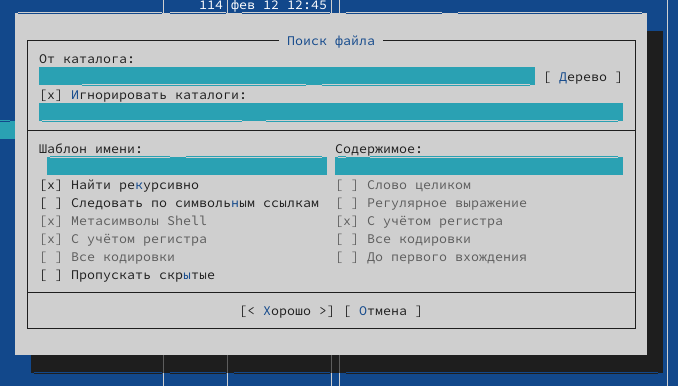 114 фев 12 12:45
Поиск файла
От каталога:
[ Дерево ]
[x] Игнорировать каталоги:
Шаблон имени: Содержимое:
[x] Найти рекурсивно [ ] Слово целиком
[ ] Следовать по символьным ссылкам [ ] Регулярное выражение
[x] Метасимволы Shell [x] С учётом регистра
[x] С учётом регистра [ ] Все кодировки
[ ] Все кодировки [ ] До первого вхождения
[ ] Пропускать скрытые
[< Хорошо >] [ Отмена ]